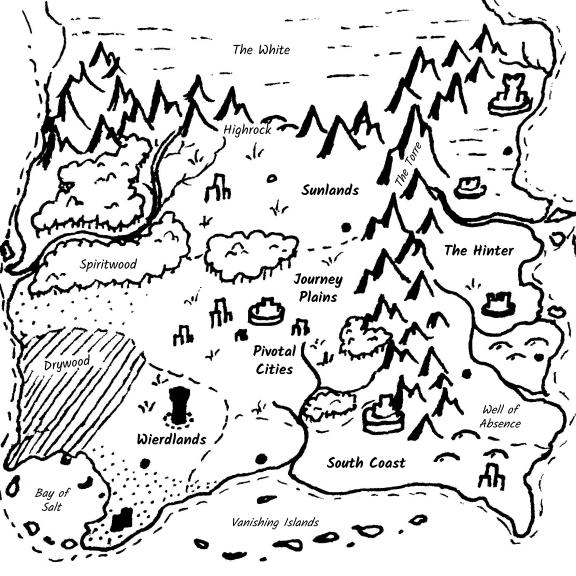 The White
Highrock
The Torre
Sunlands
The Hinter
Spiritwood
Journey
Plains
Drywood
Pivotal
Cities
Well of
Absence
Wierdlands
South Coast
Bay of
Salt
Vanishing Islands